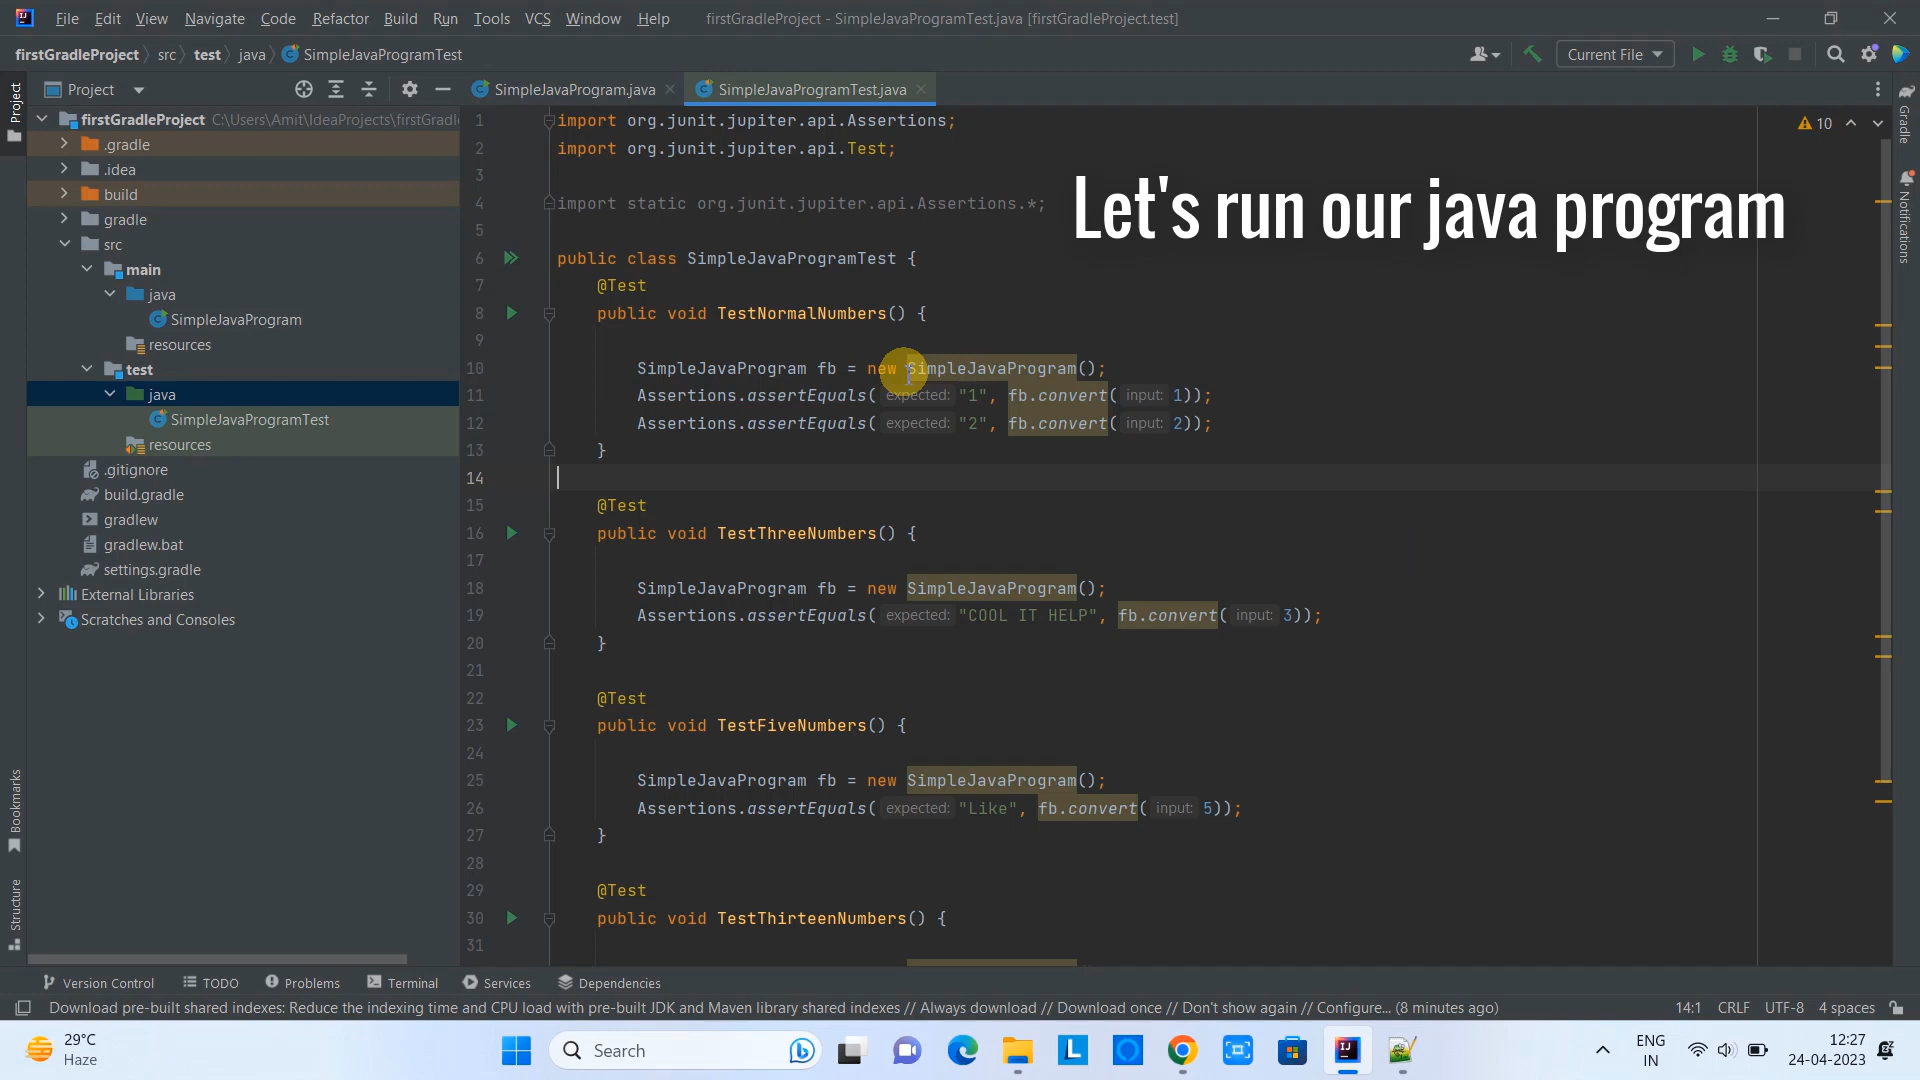 File Edit View Navigate Code Refactor Build Run Tools VCS Window Help firstGradleProject - SimpleJavaProgramTest.java [firstGradleProject.test]
firstGradleProject src test java SimpleJavaProgramTest Current File
Project SimpleJavaProgram.java SimpleJavaProgramTest.java
Project
firstGradleProject C:\Users\Amit\IdeaProjects\firstGradl
.gradle
.idea
build
gradle
src
main
java
SimpleJavaProgram
resources
test
java
SimpleJavaProgramTest
resources
.gitignore
build.gradle
gradlew
gradlew.bat
settings.gradle
External Libraries
Scratches and Consoles
Bookmarks
Structure
1 import org.junit.jupiter.api.Assertions;
2 import org.junit.jupiter.api.Test;
3
4 import static org.junit.jupiter.api.Assertions.*;
5
6 public class SimpleJavaProgramTest {
7 @Test
8 public void TestNormalNumbers() {
9
10 SimpleJavaProgram fb = new SimpleJavaProgram();
11 Assertions.assertEquals( expected: "1", fb.convert( input: 1));
12 Assertions.assertEquals( expected: "2", fb.convert( input: 2));
13 }
14
15 @Test
16 public void TestThreeNumbers() {
17
18 SimpleJavaProgram fb = new SimpleJavaProgram();
19 Assertions.assertEquals( expected: "COOL IT HELP", fb.convert( input: 3));
20 }
21
22 @Test
23 public void TestFiveNumbers() {
24
25 SimpleJavaProgram fb = new SimpleJavaProgram();
26 Assertions.assertEquals( expected: "Like", fb.convert( input: 5));
27 }
28
29 @Test
30 public void TestThirteenNumbers() {
31
10
Let's run our java program
Gradle
Notifications
Version Control TODO Problems Terminal Services Dependencies
Download pre-built shared indexes: Reduce the indexing time and CPU load with pre-built JDK and Maven library shared indexes // Always download // Download once // Don't show again // Configure... (8 minutes ago) 14:1 CRLF UTF-8 4 spaces
29°C
Haze
Search
ENG
IN
12:27
24-04-2023